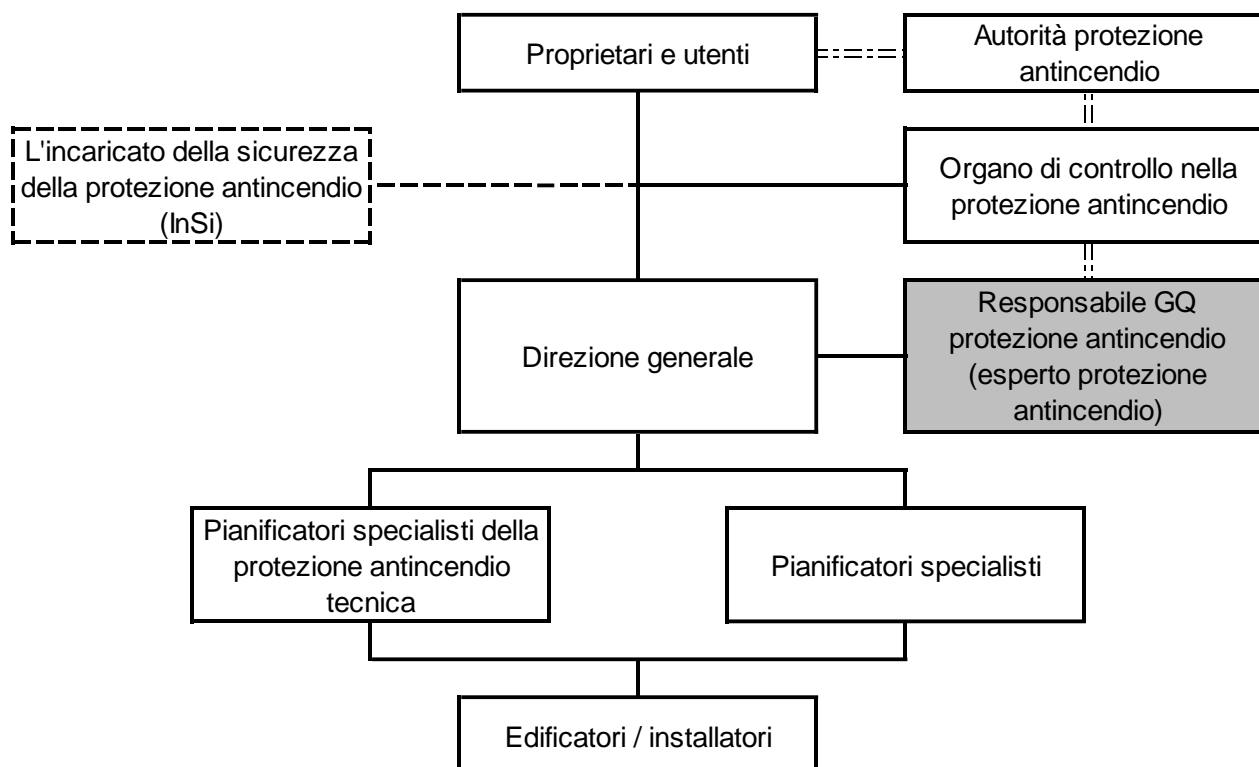 Proprietari e utenti
Autorità protezione
antincendio
L'incaricato della sicurezza
della protezione antincendio
(InSi)
Organo di controllo nella
protezione antincendio
Direzione generale
Responsabile GQ
protezione antincendio
(esperto protezione
antincendio)
Pianificatori specialisti della
protezione antincendio
tecnica
Pianificatori specialisti
Edificatori / installatori